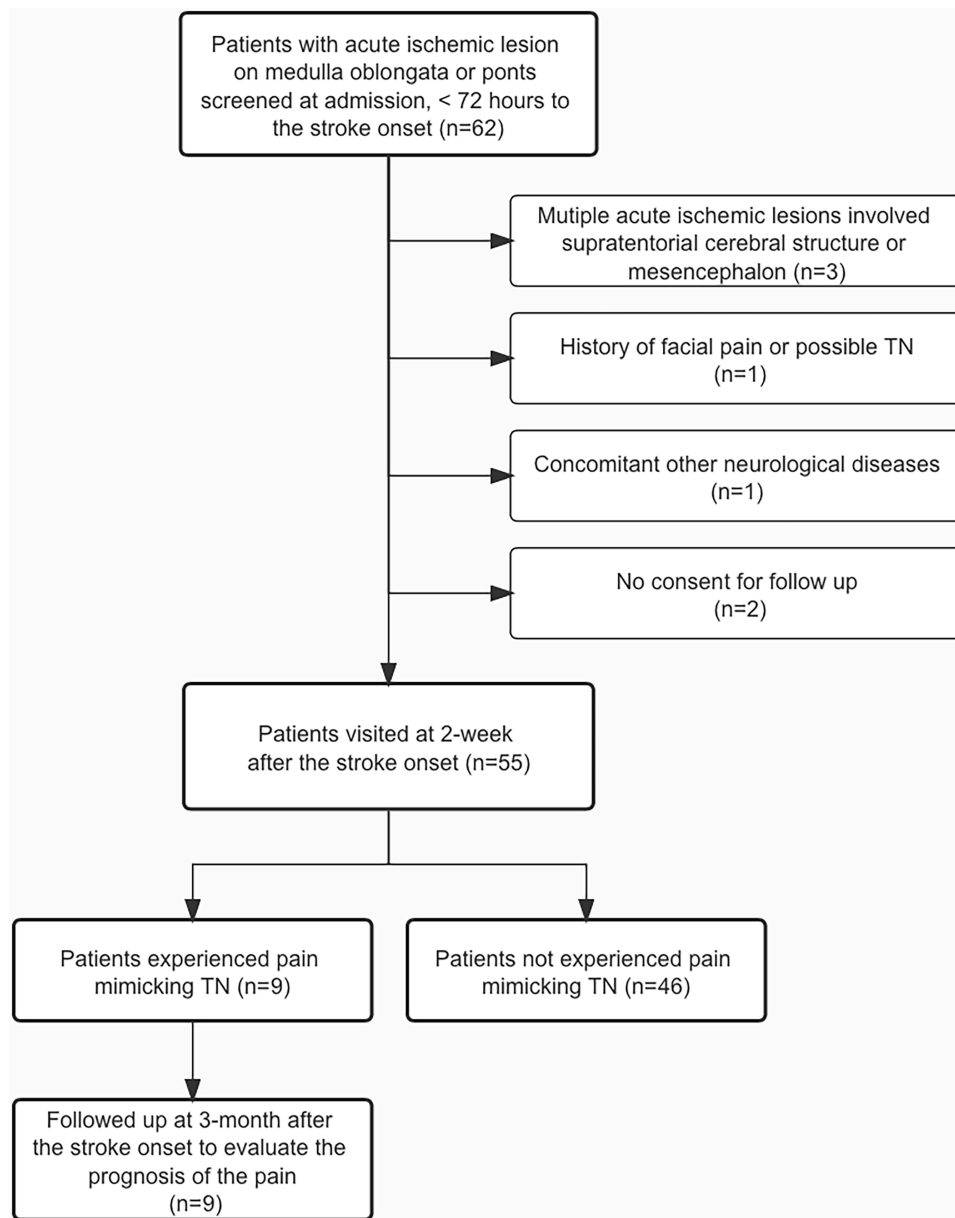 Patients with acute ischemic lesion
on medulla oblongata or ponts
screened at admission, < 72 hours to
the stroke onset (n=62)
Mutiple acute ischemic lesions involved
supratentorial cerebral structure or
mesencephalon (n=3)
History of facial pain or possible TN
(n=1)
Concomitant other neurological diseases
(n=1)
No consent for follow up
(n=2)
Patients visited at 2-week
after the stroke onset (n=55)
Patients experienced pain
mimicking TN (n=9)
Patients not experienced pain
mimicking TN (n=46)
Followed up at 3-month after
the stroke onset to evaluate the
prognosis of the pain
(n=9)